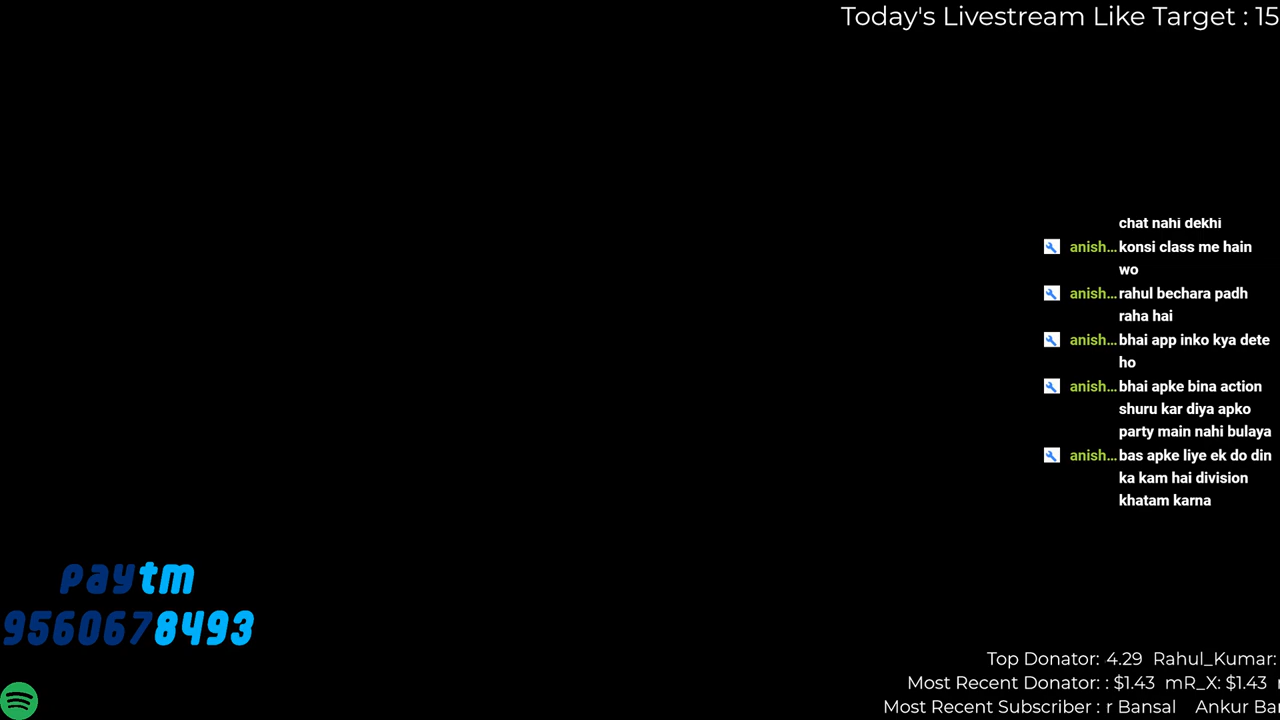 Today's Livestream Like Target : 15
chat nahi dekhi
anish... konsi class me hain
wo
anish... rahul bechara padh
raha hai
anish... bhai app inko kya dete
ho
anish... bhai apke bina action
shuru kar diya apko
party main nahi bulaya
anish... bas apke liye ek do din
ka kam hai division
khatam karna
paytm
9560678493
Top Donator: 4.29 Rahul_Kumar:
Most Recent Donator: : $1.43 mR_X: $1.43
Most Recent Subscriber : r Bansal Ankur Ban